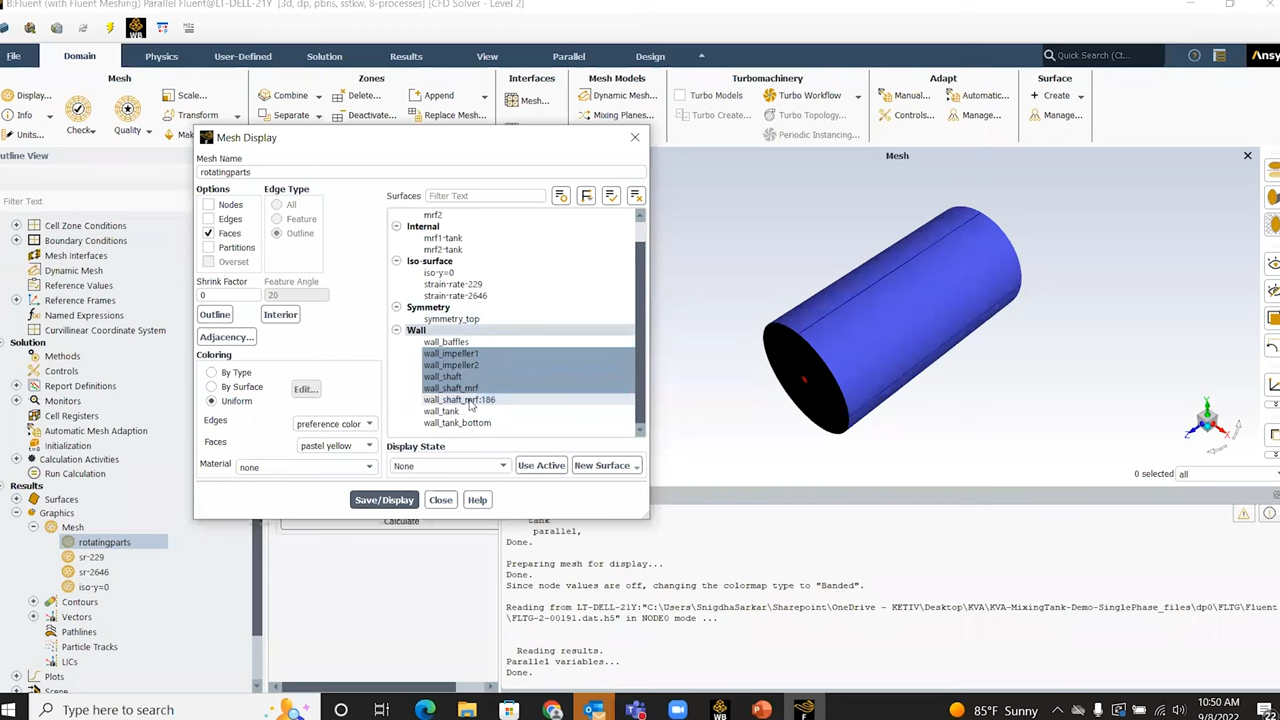 B:Fluent (with Fluent Meshing) Parallel Fluent@LT-DELL-21Y  [3d, dp, pbns, sstkw, 8-processes] [CFD Solver - Level 2]
File Domain Physics User-Defined Solution Results View Parallel Design Quick Search (Ct... Ansy
Mesh Zones Interfaces Mesh Models Turbomachinery Adapt Surface
Display... Scale... Combine Delete... Append Mesh... Dynamic Mesh... Turbo Models Turbo Workflow Manual... Automatic... Create
Info Check Quality Transform Separate Deactivate... Replace Mesh... Mixing Planes... Turbo Create... Turbo Topology... Manage... Manage...
Units... Periodic Instancing...
Outline View
Filter Text
Cell Zone Conditions
Boundary Conditions
Mesh Interfaces
Dynamic Mesh
Reference Values
Reference Frames
Named Expressions
Curvilinear Coordinate System
Solution
Methods
Controls
Report Definitions
Monitors
Cell Registers
Automatic Mesh Adaption
Initialization
Calculation Activities
Run Calculation
Results
Surfaces
Graphics
Mesh
rotatingparts
sr-229
sr-2646
iso-y=0
Contours
Vectors
Pathlines
Particle Tracks
LICs
Plots
Scene
Mesh Display
Mesh Name
rotatingparts
Options
Nodes
Edges
Faces
Partitions
Overset
Edge Type
All
Feature
Outline
Shrink Factor Feature Angle
0 20
Outline Interior
Adjacency...
Coloring
By Type
By Surface Edit...
Uniform
Edges preference color
Faces pastel yellow
Material none
Surfaces Filter Text
mrf2
Internal
mrf1-tank
mrf2-tank
Iso-surface
iso-y=0
strain-rate-229
strain-rate-2646
Symmetry
symmetry_top
Wall
wall_baffles
wall_impeller1
wall_impeller2
wall_shaft
wall_shaft_mrf
wall_shaft_mrf:186
wall_tank
wall_tank_bottom
Display State
None Use Active New Surface
Save/Display Close Help
Calculate
Mesh
Y
Z X
0 selected all
tank
parallel,
Done.
Preparing mesh for display...
Done.
Since node values are off, changing the colormap type to "Banded".
Reading from LT-DELL-21Y:"C:\Users\SnigdhaSarkar\Sharepoint\OneDrive - KETIV\Desktop\KVA\KVA-MixingTank-Demo-SinglePhase_files\dp0\FLTG\Fluent
\FLTG-2-00191.dat.h5" in NODE0 mode ...
Reading results.
Parallel variables...
Done.
Type here to search
85°F Sunny
10:50 AM